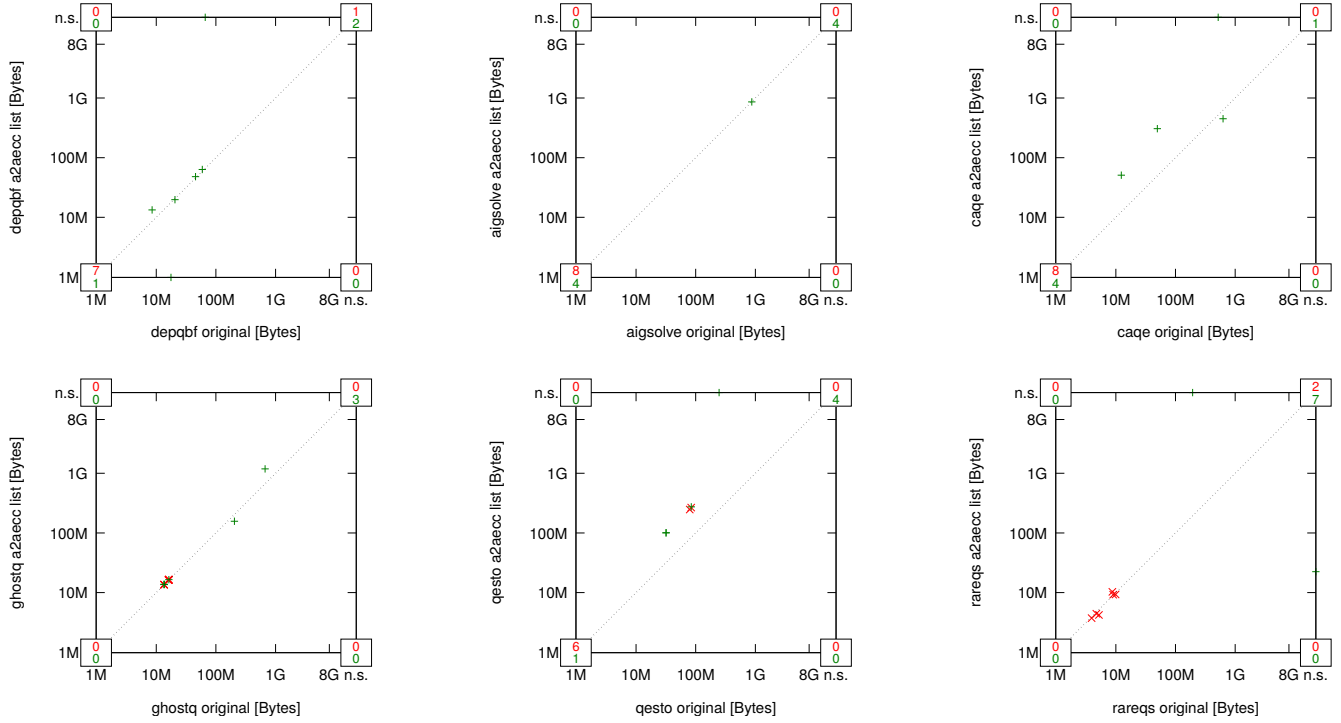 n.s. 0 0 1 2
8G
1G
100M
10M
1M 7 1 0 0
1M 10M 100M 1G 8G n.s.
depqbf original [Bytes]
depqbf a2aecc list [Bytes]
n.s. 0 0 0 4
8G
1G
100M
10M
1M 8 4 0 0
1M 10M 100M 1G 8G n.s.
aigsolve original [Bytes]
aigsolve a2aecc list [Bytes]
n.s. 0 0 0 1
8G
1G
100M
10M
1M 8 4 0 0
1M 10M 100M 1G 8G n.s.
caqe original [Bytes]
caqe a2aecc list [Bytes]
n.s. 0 0 0 3
8G
1G
100M
10M
1M 0 0 0 0
1M 10M 100M 1G 8G n.s.
ghostq original [Bytes]
ghostq a2aecc list [Bytes]
n.s. 0 0 0 4
8G
1G
100M
10M
1M 6 1 0 0
1M 10M 100M 1G 8G n.s.
qesto original [Bytes]
qesto a2aecc list [Bytes]
n.s. 0 0 2 7
8G
1G
100M
10M
1M 0 0 0 0
1M 10M 100M 1G 8G n.s.
rareqs original [Bytes]
rareqs a2aecc list [Bytes]